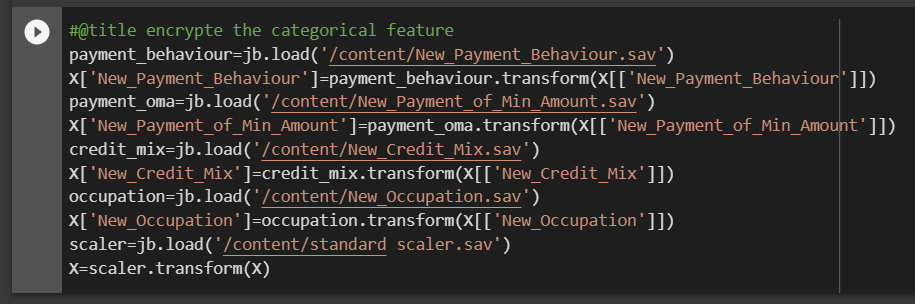 #@title encrypte the categorical feature
payment_behaviour=jb.load('/content/New_Payment_Behaviour.sav')
X['New_Payment_Behaviour']=payment_behaviour.transform(X[['New_Payment_Behaviour']])
payment_oma=jb.load('/content/New_Payment_of_Min_Amount.sav')
X['New_Payment_of_Min_Amount']=payment_oma.transform(X[['New_Payment_of_Min_Amount']])
credit_mix=jb.load('/content/New_Credit_Mix.sav')
X['New_Credit_Mix']=credit_mix.transform(X[['New_Credit_Mix']])
occupation=jb.load('/content/New_Occupation.sav')
X['New_Occupation']=occupation.transform(X[['New_Occupation']])
scaler=jb.load('/content/standard scaler.sav')
X=scaler.transform(X)